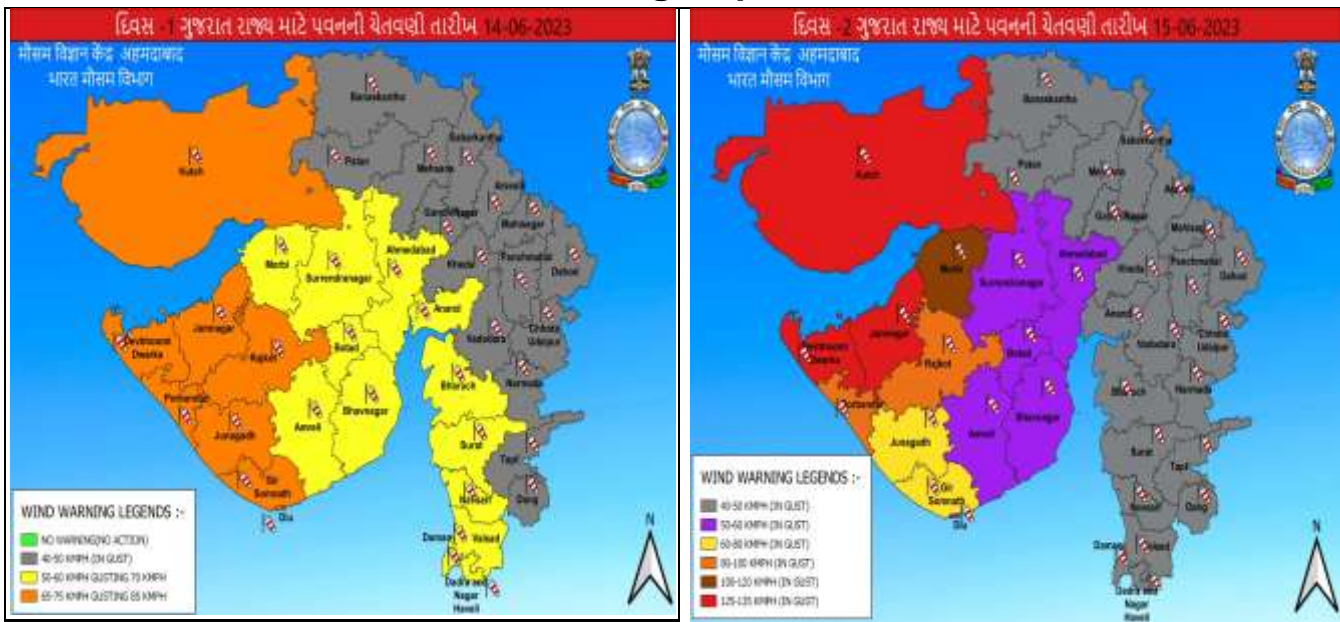 દિવસ -1 ગુજરાત રાજ્ય માટે પવનની ચેતવણી તારીખ 14-06-2023
मौसम विज्ञान केंद्र अहमदाबाद
भारत मौसम विभाग
Banaskantha
Sabarkantha
Patan
Mehsana
Kutch
Aravalli
GandhiNagar
Mahisagar
Morbi
Ahmedabad
Surrendranagar
Kheda
Panchmahal
Dahod
Anand
Jamnagar
Devbhoomi
Dwarka
Rajkot
Botad
Vadodara
Chhota
Udaipur
Narmada
Porbandar
Bharuch
Junagadh
Amreli
Bhavnagar
Surat
Tapi
Gir
Somnath
Diu
Navsari
Dang
Daman
Valsad
Dadra and
Nagar
Haveli
WIND WARNING LEGENDS :-
NO WARNING(NO ACTION)
40-50 KMPH (IN GUST)
50-60 KMPH GUSTING 70 KMPH
65-75 KMPH GUSTING 85 KMPH
N
દિવસ -2 ગુજરાત રાજ્ય માટે પવનની ચેતવણી તારીખ 15-06-2023
मौसम विज्ञान केंद्र अहमदाबाद
भारत मौसम विभाग
Banaskantha
Sabarkantha
Patan
Kutch
Ahmedabad
Morbi
Surrendranagar
Kheda
Panchmahal
Dahod
Anand
Jamnagar
Devbhoomi
Dwarka
Rajkot
Botad
Vadodara
Chhota
Udaipur
Narmada
Porbandar
Bharuch
Junagadh
Amreli
Bhavnagar
Surat
Tapi
Gir
Somnath
Diu
Navsari
Dang
Daman
Valsad
Dadra and
Nagar
Haveli
WIND WARNING LEGENDS :-
40-50 KMPH (IN GUST)
50-60 KMPH (IN GUST)
60-80 KMPH (IN GUST)
80-100 KMPH (IN GUST)
100-120 KMPH (IN GUST)
125-135 KMPH (IN GUST)
N